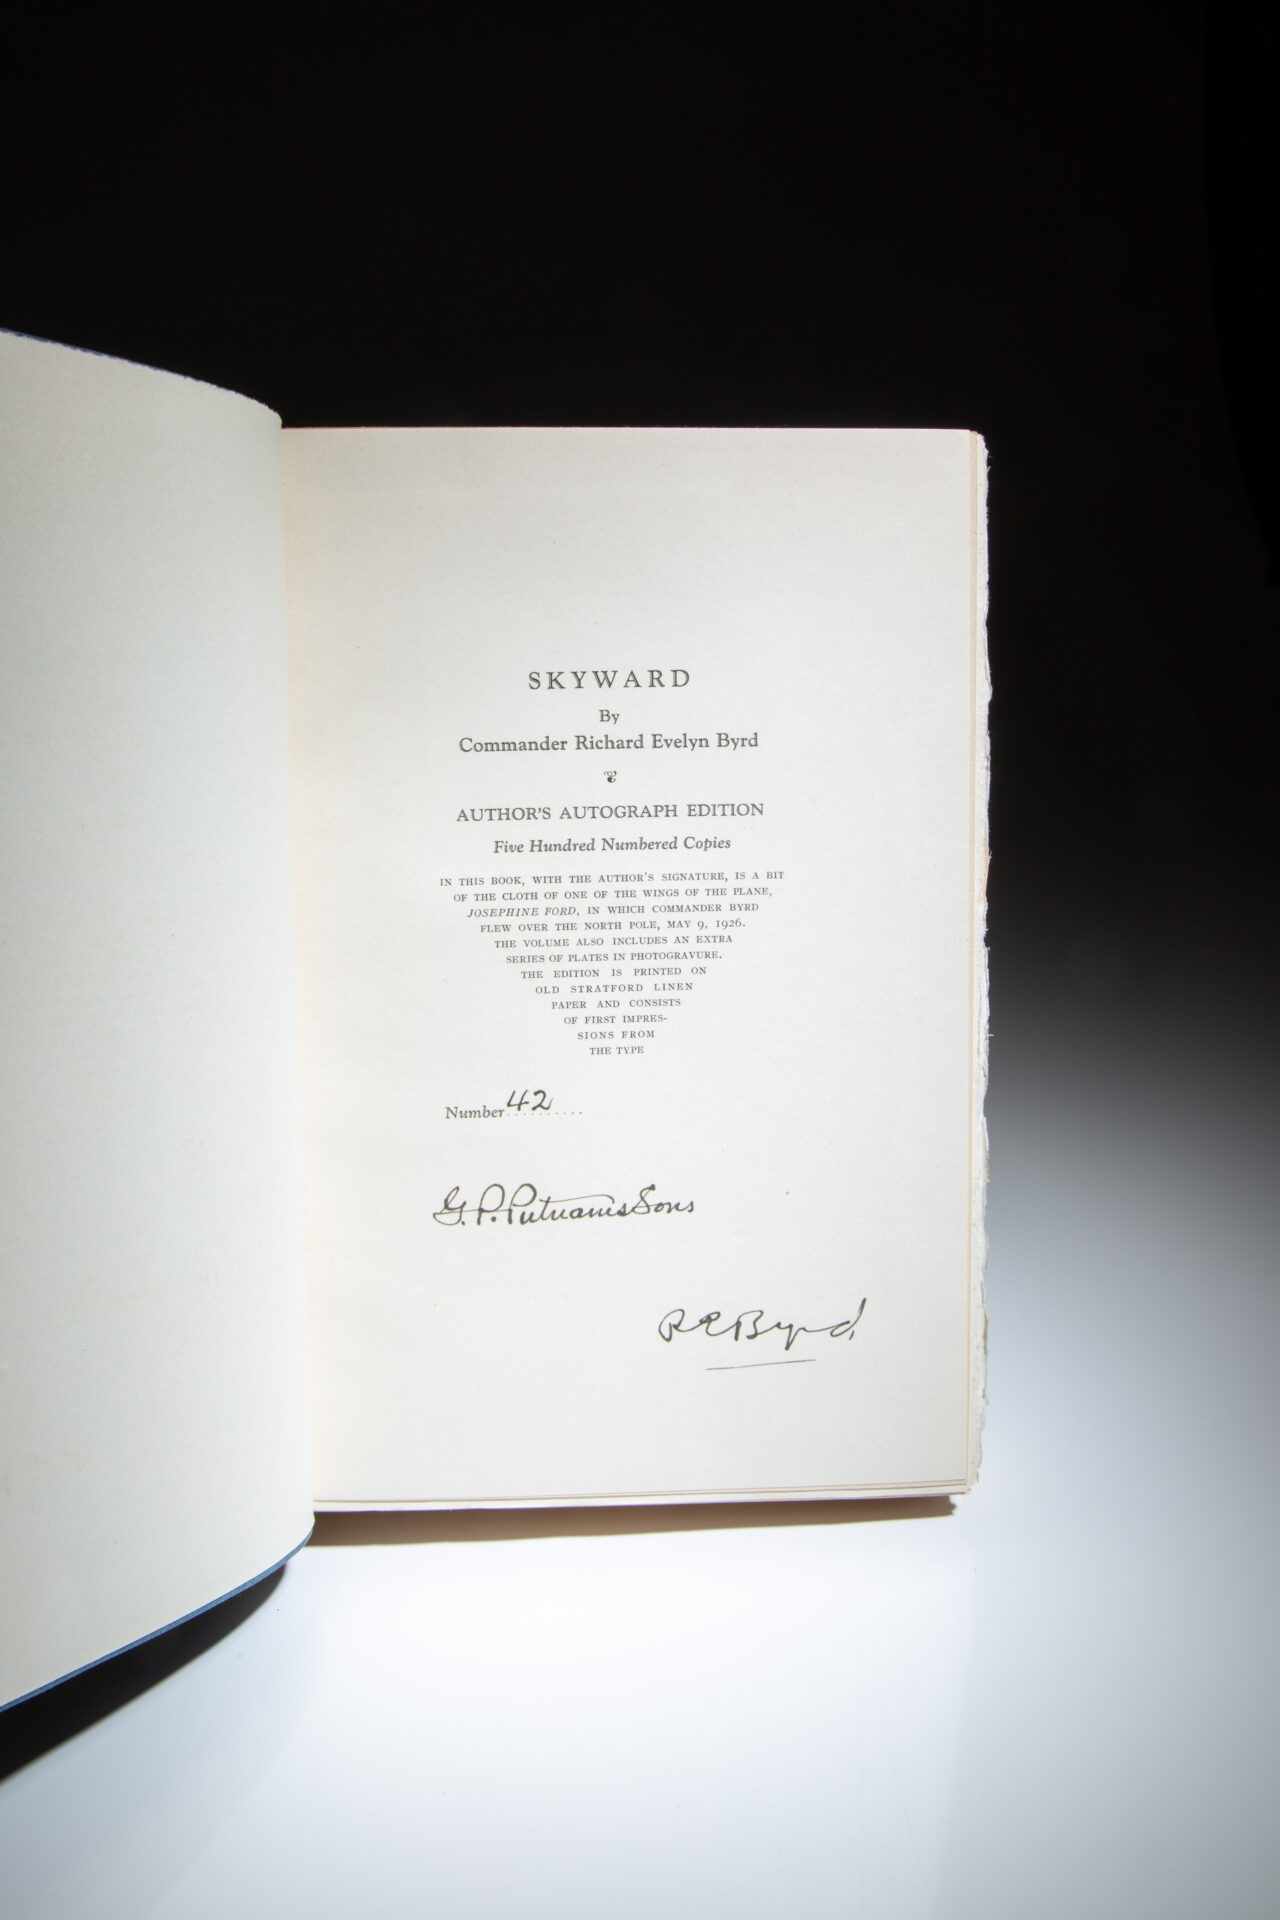 SKYWARD
By
Commander Richard Evelyn Byrd
AUTHOR'S AUTOGRAPH EDITION
Five Hundred Numbered Copies
IN THIS BOOK, WITH THE AUTHOR'S SIGNATURE, IS A BIT
OF THE CLOTH OF ONE OF THE WINGS OF THE PLANE,
JOSEPHINE FORD, IN WHICH COMMANDER BYRD
FLEW OVER THE NORTH POLE, MAY 9, 1926.
THE VOLUME ALSO INCLUDES AN EXTRA
SERIES OF PLATES IN PHOTOGRAVURE.
THE EDITION IS PRINTED ON
OLD STRATFORD LINEN
PAPER AND CONSISTS
OF FIRST IMPRES-
SIONS FROM
THE TYPE
Number 42
G. P. Putnam's Sons
R E Byrd